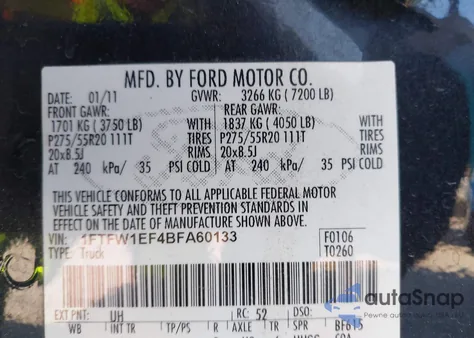 MFD. BY FORD MOTOR CO.
DATE: 01/11 GVWR: 3266 KG ( 7200 LB)
FRONT GAWR: REAR GAWR:
1701 KG ( 3750 LB) WITH 1837 KG ( 4050 LB) WITH
P275/55R20 111T TIRES P275/55R20 111T TIRES
20x8.5J RIMS 20x8.5J RIMS
AT 240 kPa/ 35 PSI COLD AT 240 kPa/ 35 PSI COLD
THIS VEHICLE CONFORMS TO ALL APPLICABLE FEDERAL MOTOR
VEHICLE SAFETY AND THEFT PREVENTION STANDARDS IN
EFFECT ON THE DATE OF MANUFACTURE SHOWN ABOVE.
VIN: 1FTFW1EF4BFA60133 F0106
TYPE: Truck T0260
EXT PNT: UH RC: 52 DSO:
WB INT TR TP/PS R AXLE TR SPR BF615
autoSnap